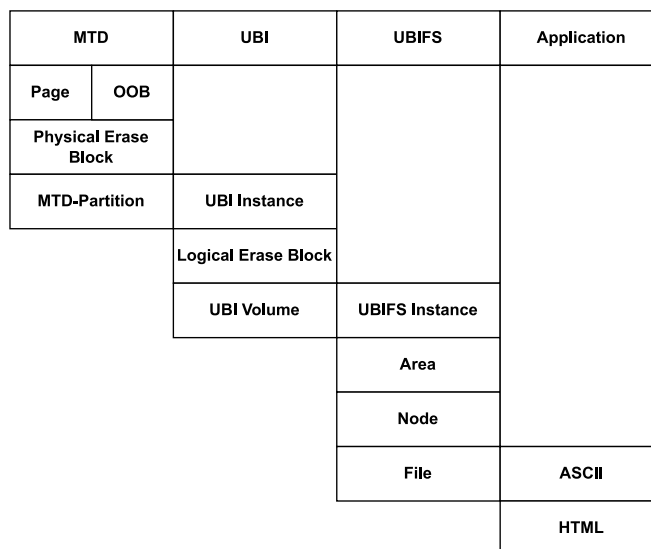 MTD UBI UBIFS Application
Page OOB
Physical Erase
Block
MTD-Partition UBI Instance
Logical Erase Block
UBI Volume UBIFS Instance
Area
Node
File ASCII
HTML